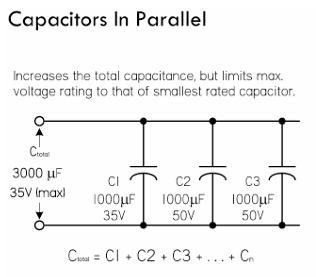 Capacitors In Parallel
Increases the total capacitance, but limits max.
voltage rating to that of smallest rated capacitor.
Ctotal
3000 µF
35V (max)
C1
1000µF
35V
C2
1000µF
50V
C3
1000µF
50V
Ctotal = C1 + C2 + C3 + . . . + Cn